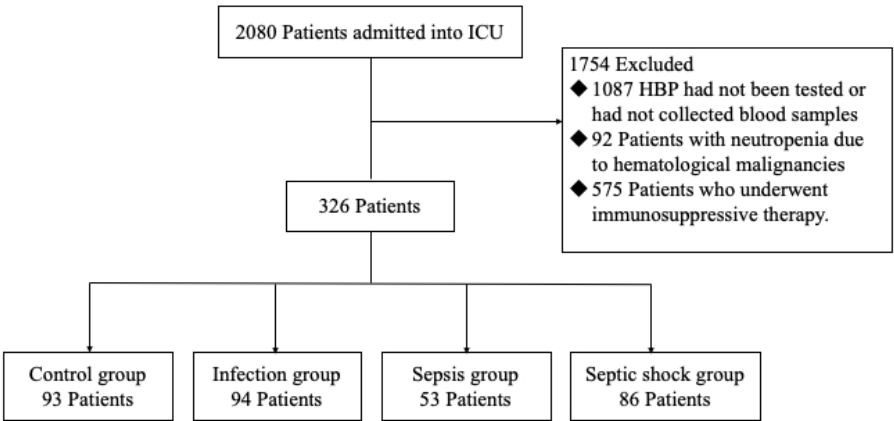 2080 Patients admitted into ICU
1754 Excluded
◆ 1087 HBP had not been tested or
had not collected blood samples
◆ 92 Patients with neutropenia due
to hematological malignancies
◆ 575 Patients who underwent
immunosuppressive therapy.
326 Patients
Control group
93 Patients
Infection group
94 Patients
Sepsis group
53 Patients
Septic shock group
86 Patients